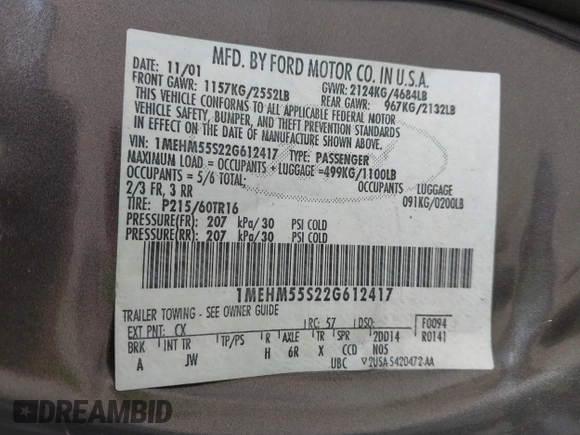 MFD. BY FORD MOTOR CO. IN U.S.A.
DATE: 11/01 GVWR: 2124KG/4684LB
FRONT GAWR: 1157KG/2552LB REAR GAWR: 967KG/2132LB
THIS VEHICLE CONFORMS TO ALL APPLICABLE FEDERAL MOTOR
VEHICLE SAFETY, BUMPER, AND THEFT PREVENTION STANDARDS
IN EFFECT ON THE DATE OF MANUFACTURE SHOWN ABOVE.
VIN: 1MEHM55S22G612417 TYPE: PASSENGER
MAXIMUM LOAD = OCCUPANTS + LUGGAGE = 499KG/1100LB
OCCUPANTS = 5/6 TOTAL: OCCUPANTS LUGGAGE
2/3 FR, 3 RR 091KG/0200LB
TIRE: P215/60TR16
PRESSURE(FR): 207 kPa/30 PSI COLD
PRESSURE(RR): 207 kPa/30 PSI COLD
1MEHM55S22G612417
TRAILER TOWING - SEE OWNER GUIDE
EXT PNT: CX RC: 57 DSO: F0094
BRK INT TR TP/PS R AXLE TR SPR 2DD14 R0141
A JW H 6R X CCD N05
UBC ▽2USA-5420472-AA
DREAMBID